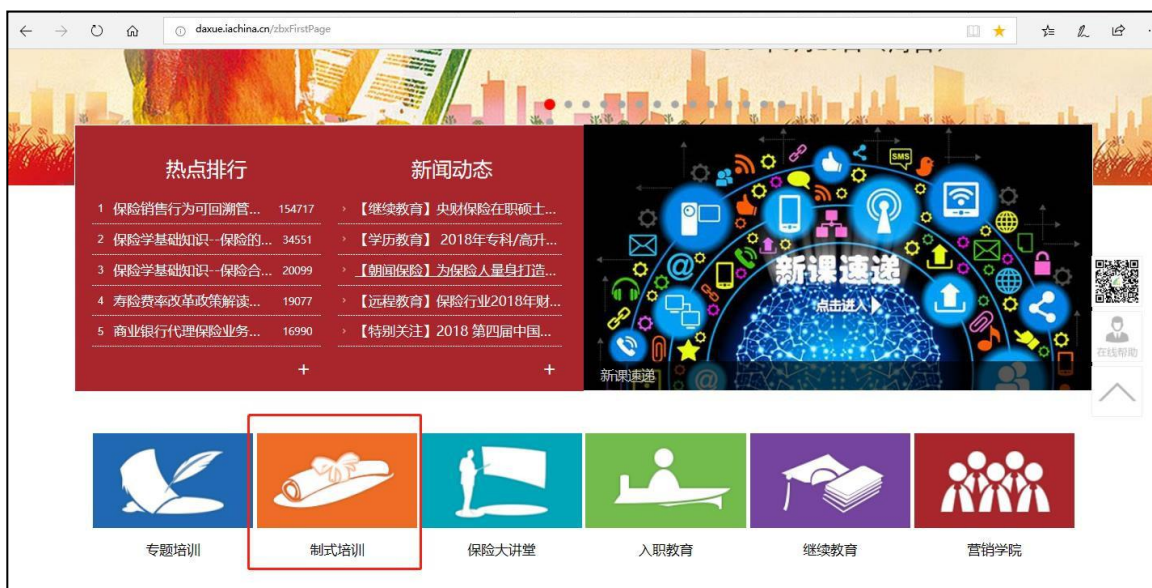 daxue.iachina.cn/zbxFirstPage
热点排行
1 保险销售行为可回溯管... 154717
2 保险学基础知识--保险的... 34551
3 保险学基础知识--保险合... 20099
4 寿险费率改革政策解读... 19077
5 商业银行代理保险业务... 16990
+
新闻动态
【继续教育】央财保险在职硕士...
【学历教育】 2018年专科/高升...
【朝闻保险】为保险人量身打造...
【远程教育】保险行业2018年财...
【特别关注】2018 第四届中国...
+
SMS
新课速递
点击进入
新课速递
在线帮助
专题培训
制式培训
保险大讲堂
入职教育
继续教育
营销学院